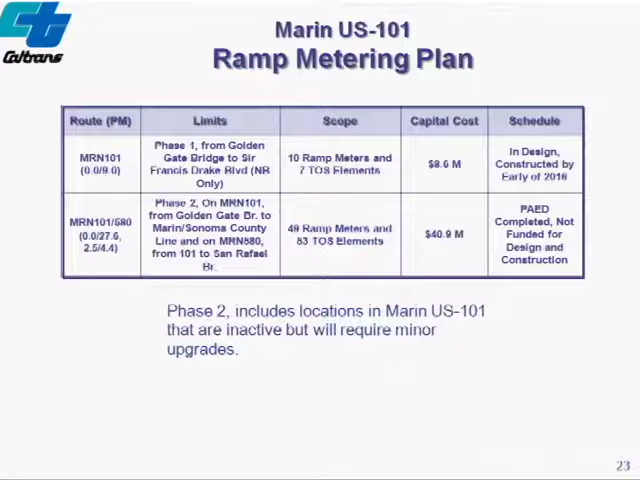 Caltrans
Marin US-101
Ramp Metering Plan
Route (PM) Limits Scope Capital Cost Schedule
MRN101
(0.0/9.0)
Phase 1, from Golden
Gate Bridge to Sir
Francis Drake Blvd (NB
Only)
10 Ramp Meters and
7 TOS Elements
$8.6 M
In Design,
Constructed by
Early of 2016
MRN101/580
(0.0/27.6,
2.5/4.4)
Phase 2, On MRN101,
from Golden Gate Br. to
Marin/Sonoma County
Line and on MRN580,
from 101 to San Rafael
Br.
49 Ramp Meters and
83 TOS Elements
$40.9 M
PAED
Completed, Not
Funded for
Design and
Construction
Phase 2, includes locations in Marin US-101
that are inactive but will require minor
upgrades.
23